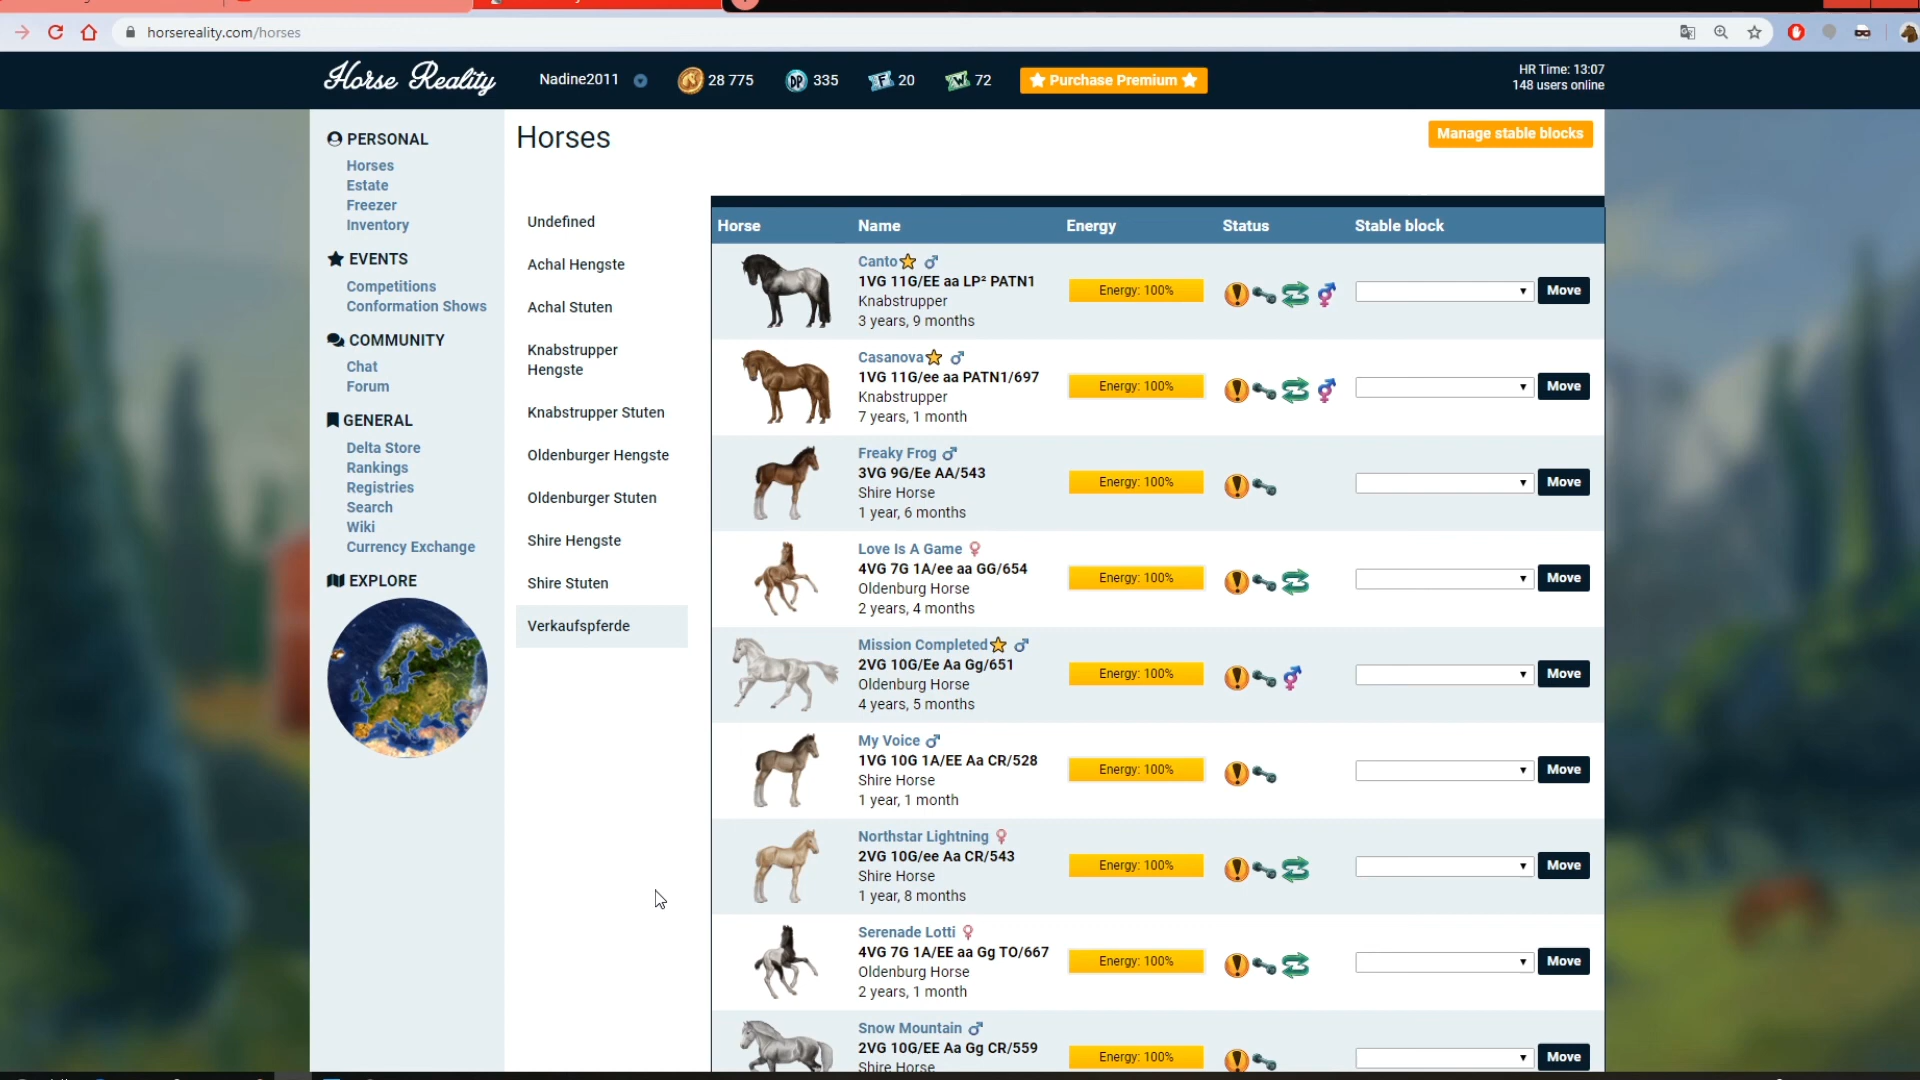 horsereality.com/horses
Horse Reality
Nadine2011
28 775
335
20
72
Purchase Premium
HR Time: 13:07
148 users online
PERSONAL
Horses
Estate
Freezer
Inventory
EVENTS
Competitions
Conformation Shows
COMMUNITY
Chat
Forum
GENERAL
Delta Store
Rankings
Registries
Search
Wiki
Currency Exchange
EXPLORE
Horses
Manage stable blocks
Undefined
Achal Hengste
Achal Stuten
Knabstrupper
Hengste
Knabstrupper Stuten
Oldenburger Hengste
Oldenburger Stuten
Shire Hengste
Shire Stuten
Verkaufspferde
Horse Name Energy Status Stable block
Canto
1VG 11G/EE aa LP² PATN1
Knabstrupper
3 years, 9 months
Energy: 100%
Move
Casanova
1VG 11G/ee aa PATN1/697
Knabstrupper
7 years, 1 month
Energy: 100%
Move
Freaky Frog
3VG 9G/Ee AA/543
Shire Horse
1 year, 6 months
Energy: 100%
Move
Love Is A Game
4VG 7G 1A/ee aa GG/654
Oldenburg Horse
2 years, 4 months
Energy: 100%
Move
Mission Completed
2VG 10G/Ee Aa Gg/651
Oldenburg Horse
4 years, 5 months
Energy: 100%
Move
My Voice
1VG 10G 1A/EE Aa CR/528
Shire Horse
1 year, 1 month
Energy: 100%
Move
Northstar Lightning
2VG 10G/ee Aa CR/543
Shire Horse
1 year, 8 months
Energy: 100%
Move
Serenade Lotti
4VG 7G 1A/EE aa Gg TO/667
Oldenburg Horse
2 years, 1 month
Energy: 100%
Move
Snow Mountain
2VG 10G/EE Aa Gg CR/559
Shire Horse
Energy: 100%
Move